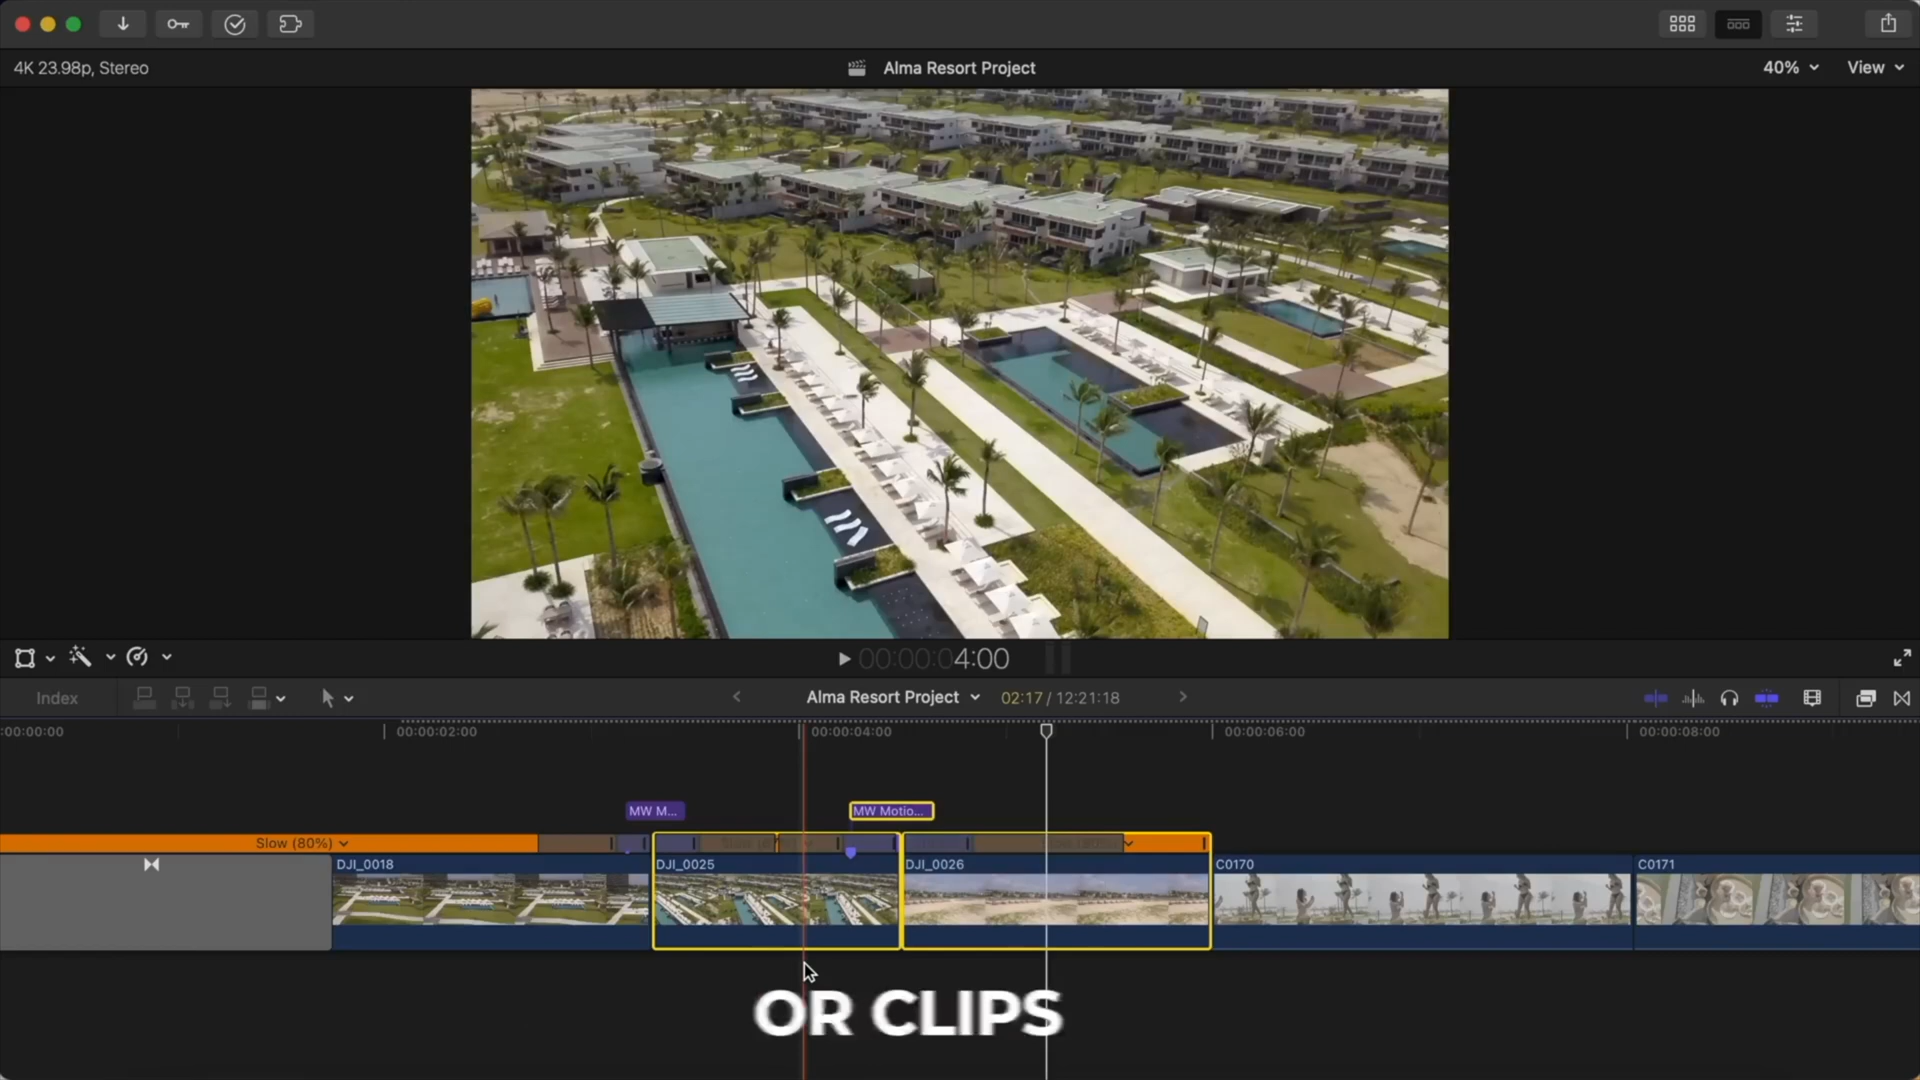 4K 23.98p, Stereo
Alma Resort Project
40%
View
00:00:04:00
Index
Alma Resort Project
02:17 / 12:21:18
:00:00:00
00:00:02:00
00:00:04:00
00:00:06:00
00:00:08:00
MW M...
MW Motio...
Slow (80%)
DJI_0018
DJI_0025
DJI_0026
C0170
C0171
OR CLIPS